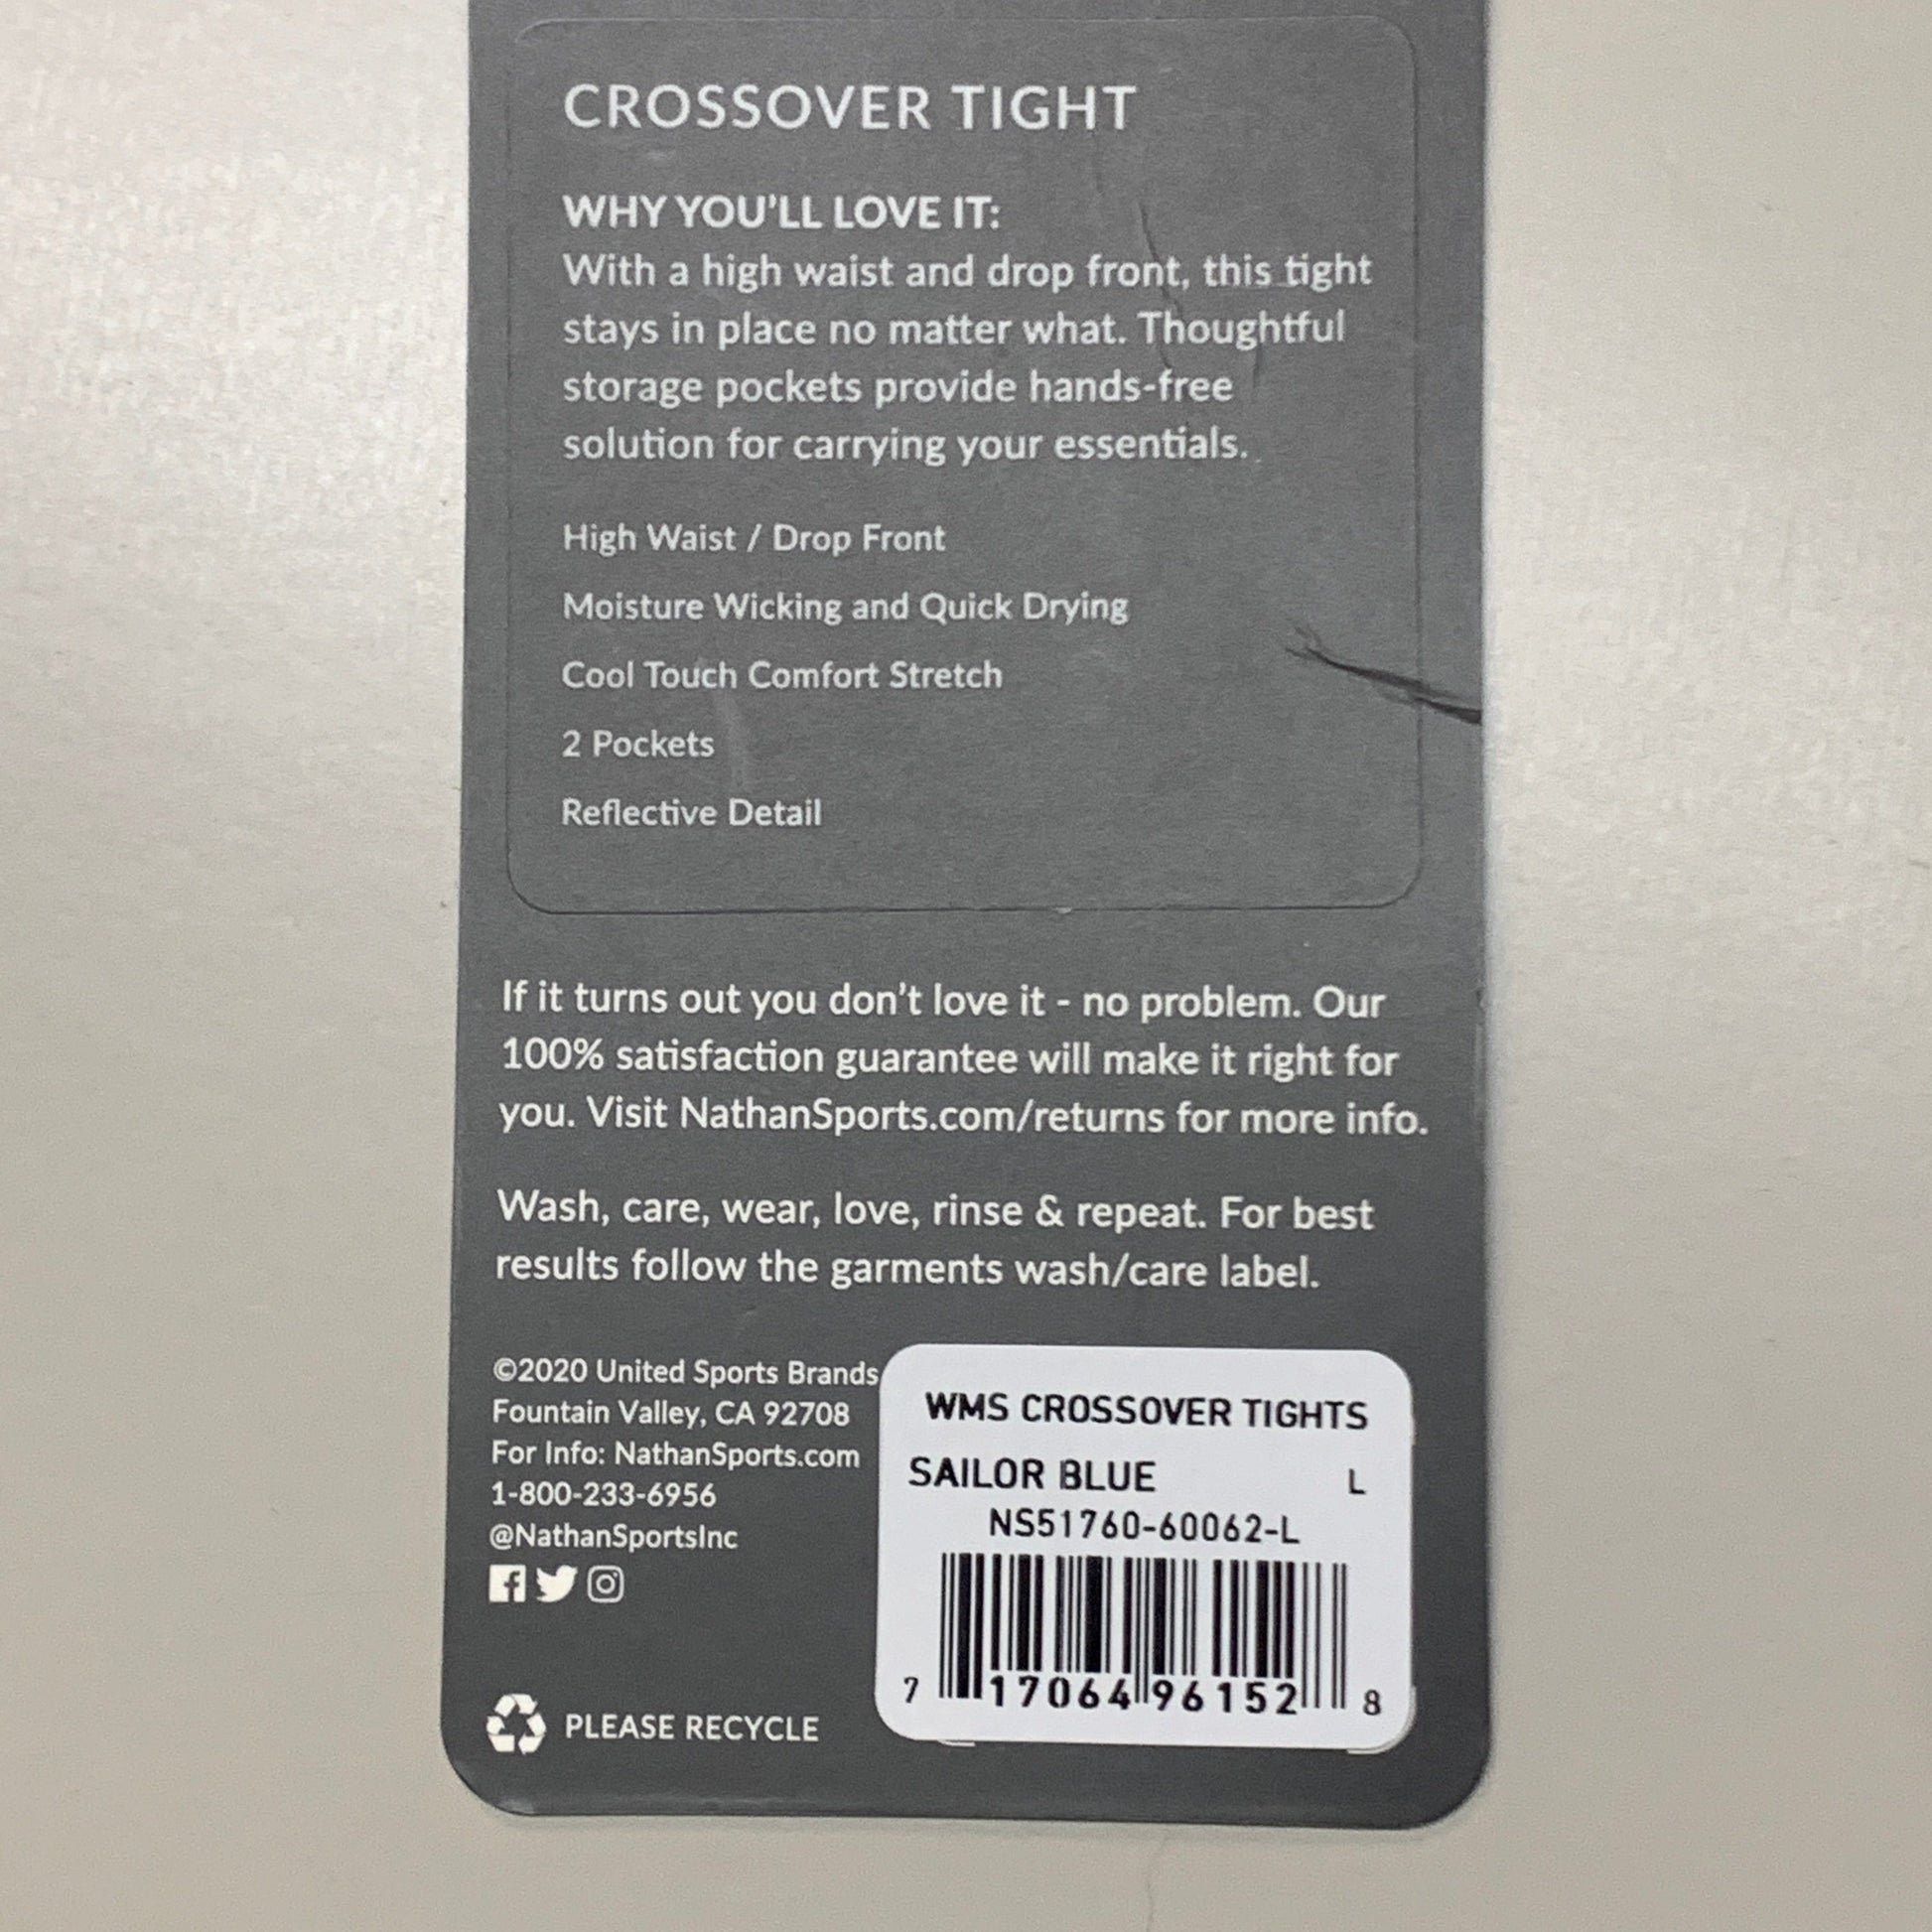 CROSSOVER TIGHT
WHY YOU'LL LOVE IT:
With a high waist and drop front, this tight
stays in place no matter what. Thoughtful
storage pockets provide hands-free
solution for carrying your essentials.
High Waist / Drop Front
Moisture Wicking and Quick Drying
Cool Touch Comfort Stretch
2 Pockets
Reflective Detail
If it turns out you don't love it - no problem. Our
100% satisfaction guarantee will make it right for
you. Visit NathanSports.com/returns for more info.
Wash, care, wear, love, rinse & repeat. For best
results follow the garments wash/care label.
©2020 United Sports Brands
Fountain Valley, CA 92708
For Info: NathanSports.com
1-800-233-6956
@NathanSportsInc
PLEASE RECYCLE
WMS CROSSOVER TIGHTS
SAILOR BLUE L
NS51760-60062-L
7 17064 96152 8